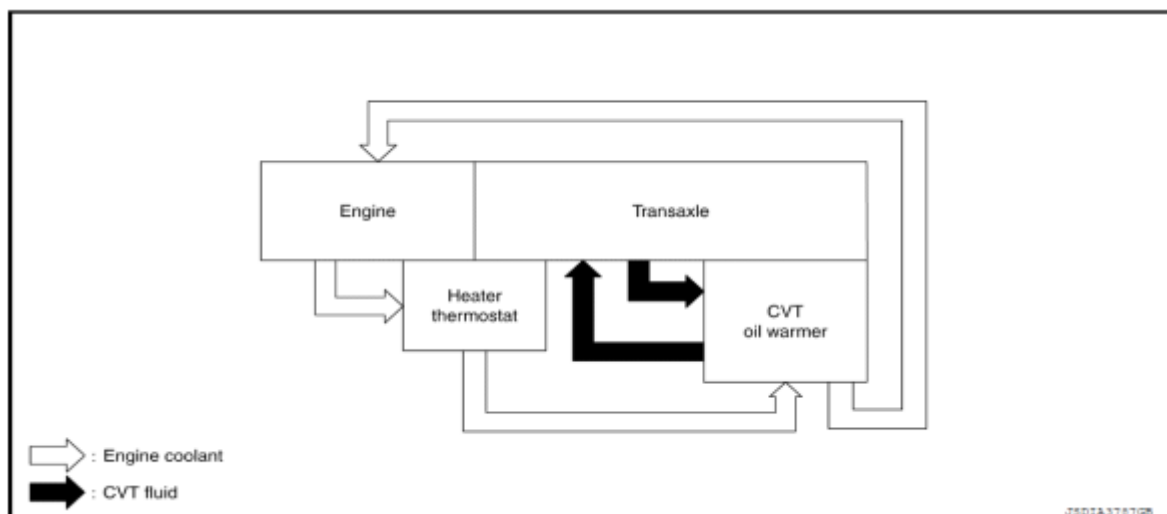 Engine
Transaxle
Heater
thermostat
CVT
oil warmer
: Engine coolant
: CVT fluid